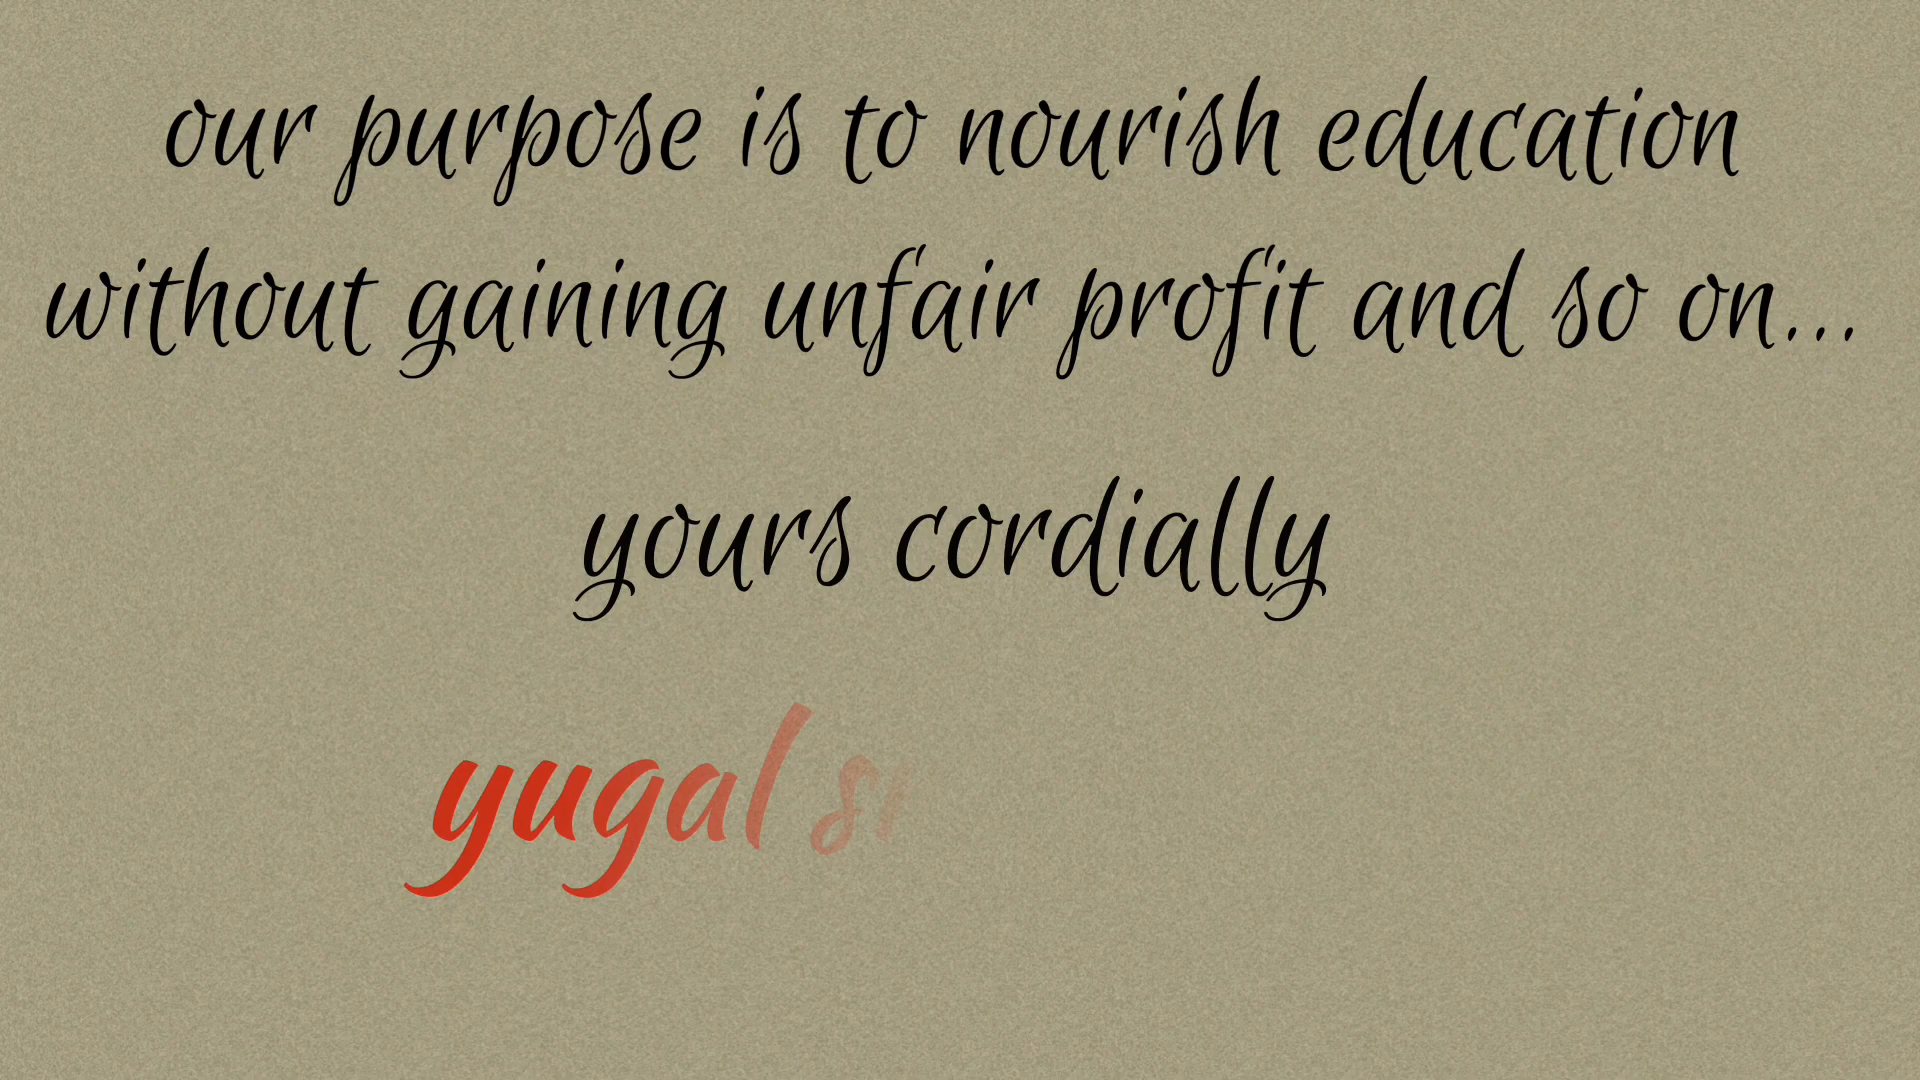 our purpose is to nourish education
without gaining unfair profit and so on...
yours cordially
yugal